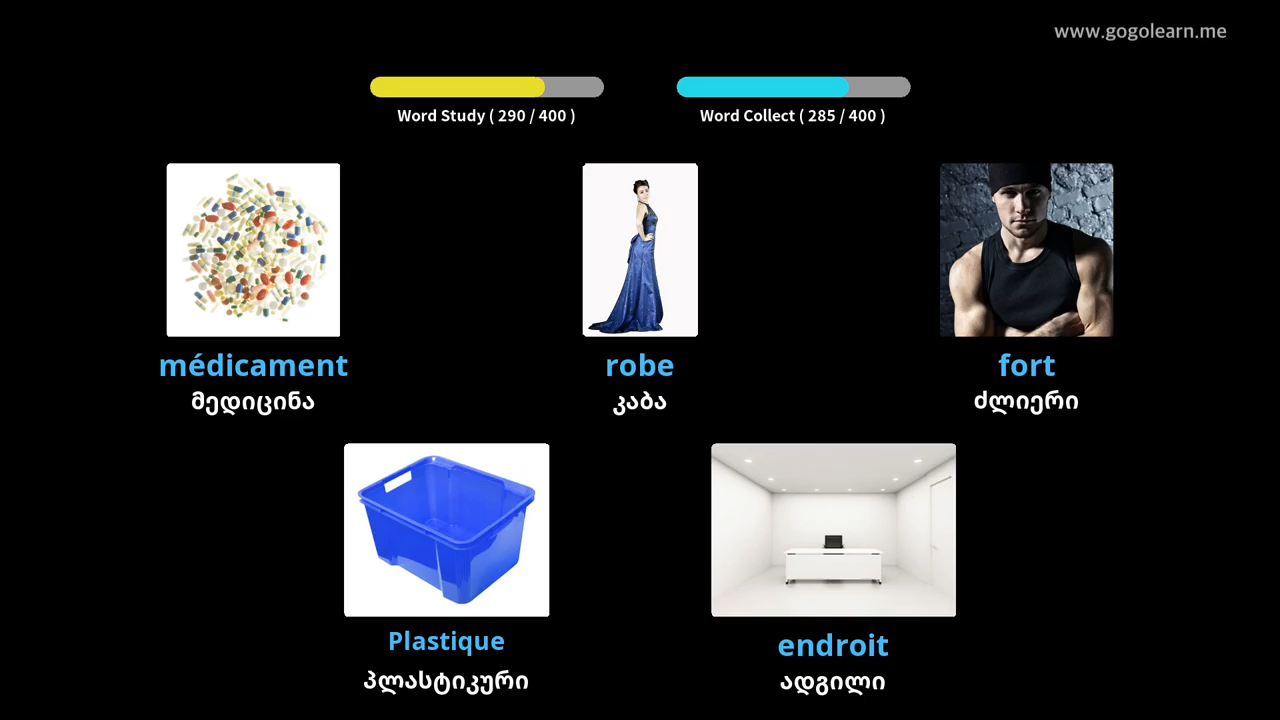 www.gogolearn.me
Word Study ( 290 / 400 )
Word Collect ( 285 / 400 )
médicament
მედიცინა
robe
კაბა
fort
ძლიერი
Plastique
პლასტიკური
endroit
ადგილი